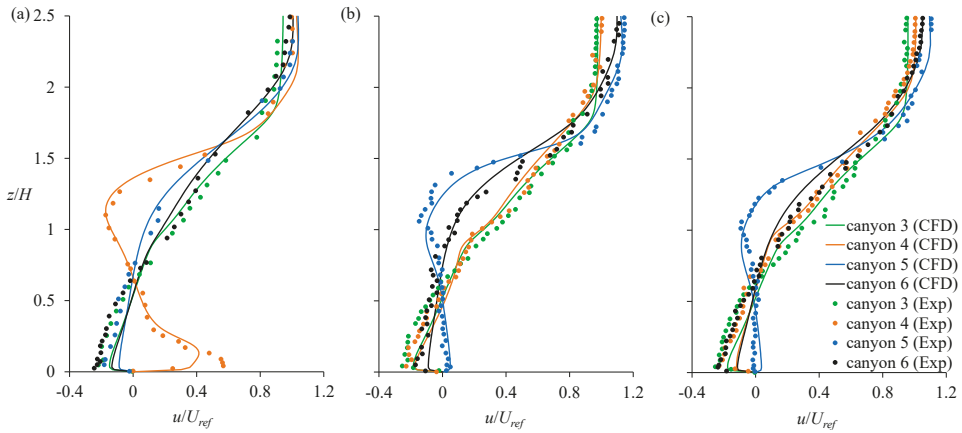 (a)
(b)
(c)
2.5
2
1.5
1
0.5
0
z/H
-0.4
0
0.4
0.8
1.2
u/U_ref
-0.4
0
0.4
0.8
1.2
u/U_ref
-0.4
0
0.4
0.8
1.2
u/U_ref
canyon 3 (CFD)
canyon 4 (CFD)
canyon 5 (CFD)
canyon 6 (CFD)
canyon 3 (Exp)
canyon 4 (Exp)
canyon 5 (Exp)
canyon 6 (Exp)